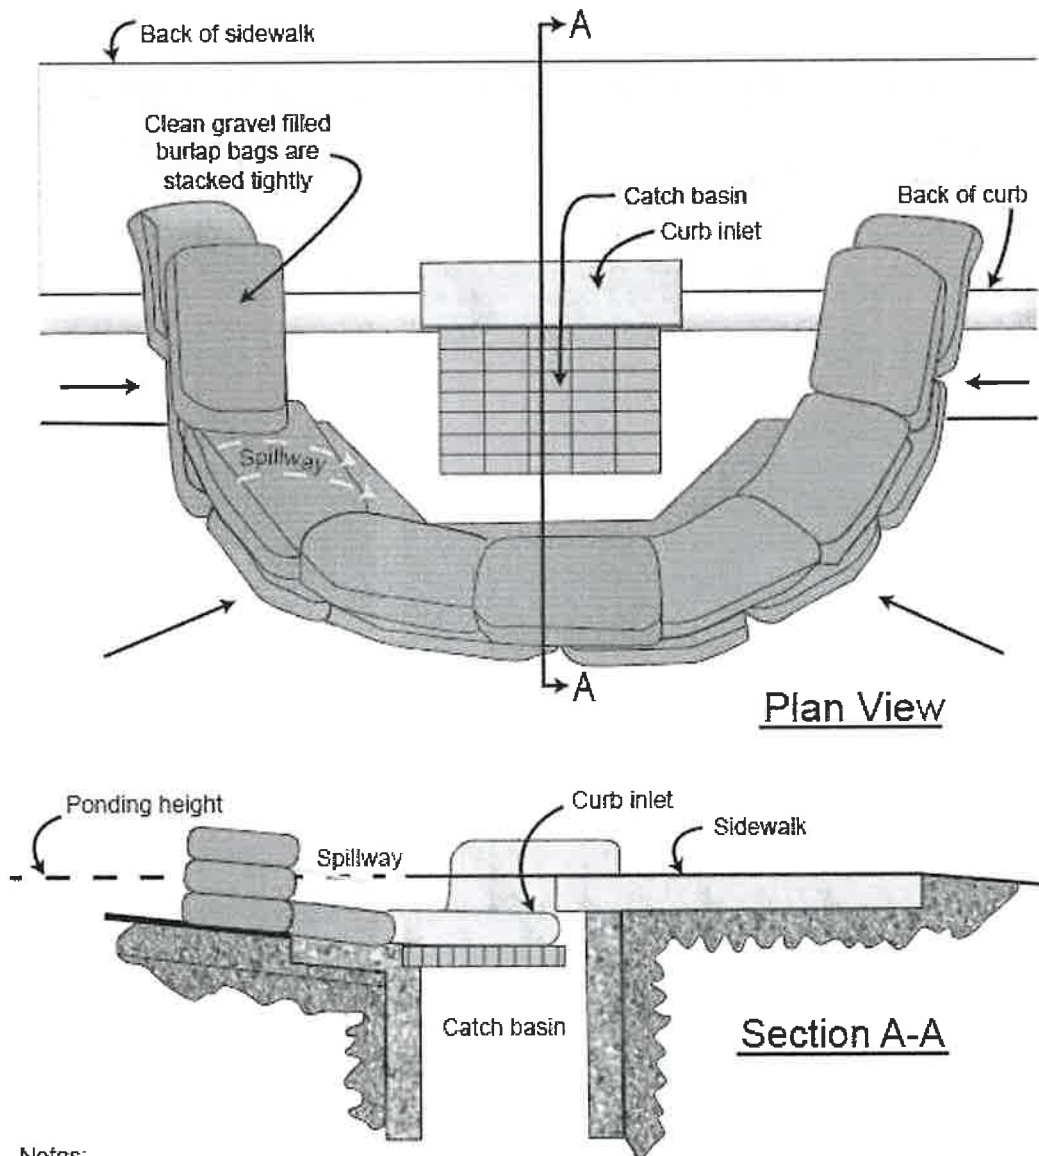 A
Back of sidewalk
Clean gravel filled
burlap bags are
stacked tightly
Catch basin
Back of curb
Curb inlet
Spillway
A
Plan View
Ponding height
Curb inlet
Sidewalk
Spillway
Catch basin
Section A-A
Notes: